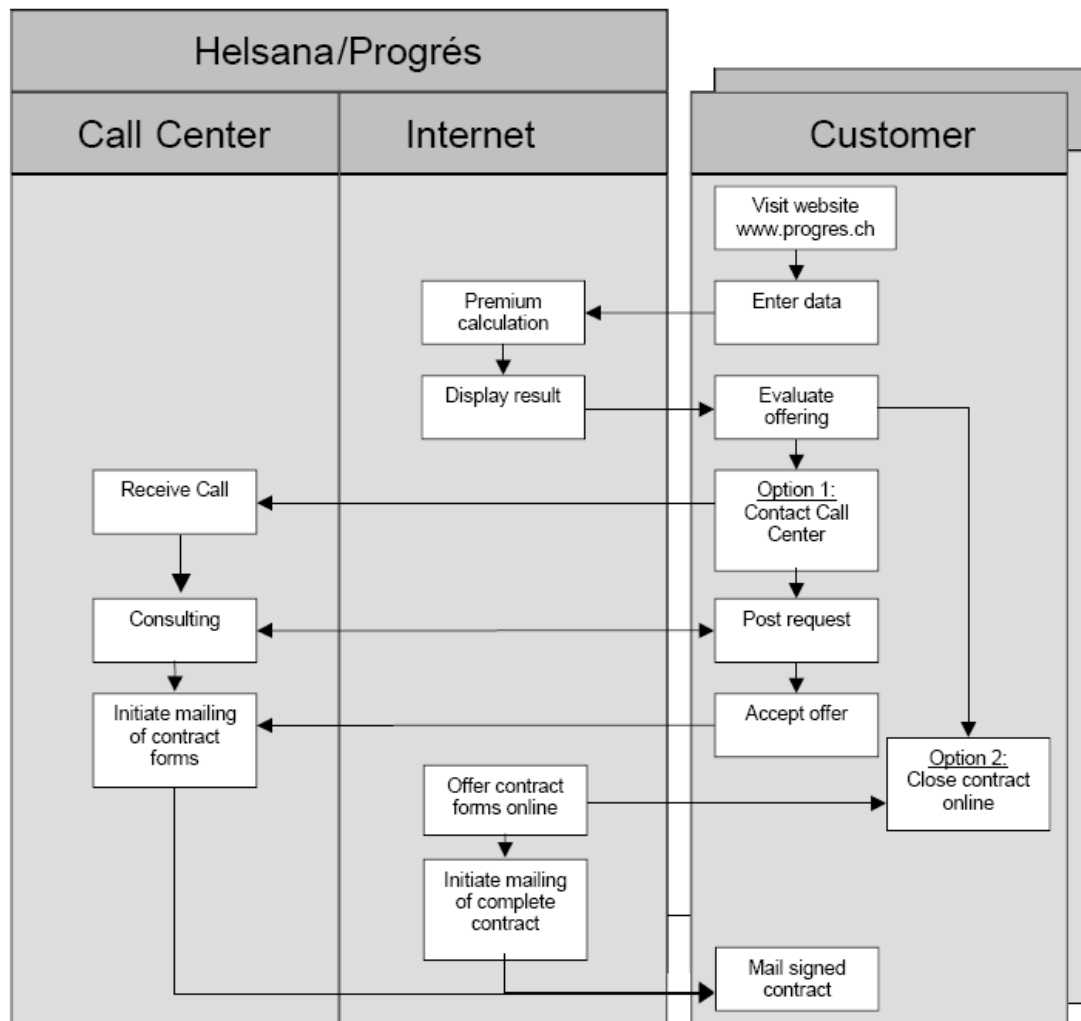 Helsana/Progrés
Call Center
Internet
Customer
Visit website
www.progres.ch
Premium
calculation
Enter data
Display result
Evaluate
offering
Receive Call
Option 1:
Contact Call
Center
Consulting
Post request
Initiate mailing
of contract
forms
Accept offer
Option 2:
Close contract
online
Offer contract
forms online
Initiate mailing
of complete
contract
Mail signed
contract